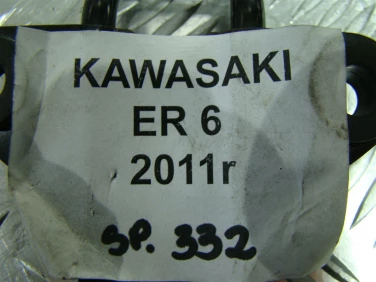 KAWASAKI
ER 6
2011r
SP. 332